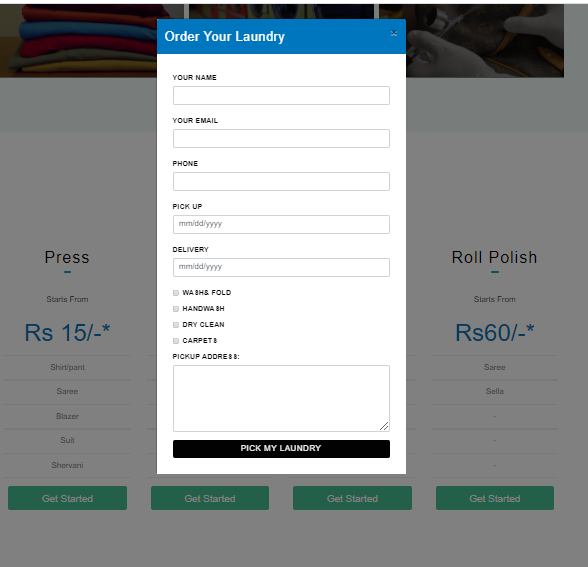 Order Your Laundry ×
YOUR NAME
YOUR EMAIL
PHONE
PICK UP
mm/dd/yyyy
DELIVERY
mm/dd/yyyy
WASH& FOLD
HANDWASH
DRY CLEAN
CARPETS
PICKUP ADDRESS:
PICK MY LAUNDRY
Press
Starts From
Rs 15/-*
Shirt/pant
Saree
Blazer
Suit
Shervani
Get Started
Get Started
Get Started
Roll Polish
Starts From
Rs60/-*
Saree
Sella
-
-
-
Get Started